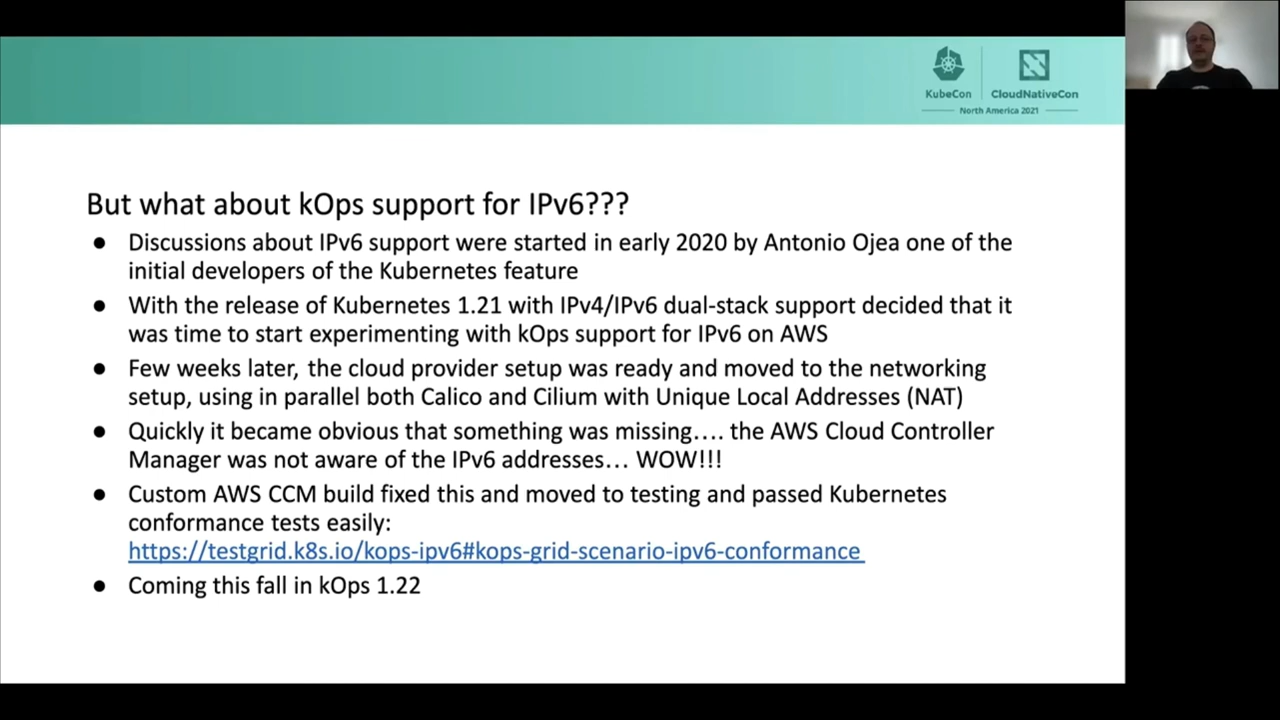 KubeCon
CloudNativeCon
North America 2021
But what about kOps support for IPv6???
● Discussions about IPv6 support were started in early 2020 by Antonio Ojea one of the
initial developers of the Kubernetes feature
● With the release of Kubernetes 1.21 with IPv4/IPv6 dual-stack support decided that it
was time to start experimenting with kOps support for IPv6 on AWS
● Few weeks later, the cloud provider setup was ready and moved to the networking
setup, using in parallel both Calico and Cilium with Unique Local Addresses (NAT)
● Quickly it became obvious that something was missing.... the AWS Cloud Controller
Manager was not aware of the IPv6 addresses... WOW!!!
● Custom AWS CCM build fixed this and moved to testing and passed Kubernetes
conformance tests easily:
https://testgrid.k8s.io/kops-ipv6#kops-grid-scenario-ipv6-conformance
● Coming this fall in kOps 1.22